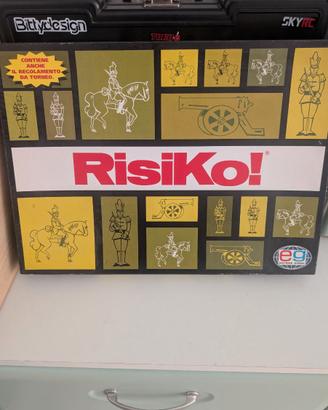 Bittydesign
SKYRC
CONTIENE
ANCHE
IL REGOLAMENTO
DA TORNEO.
RisiKo!®
eg